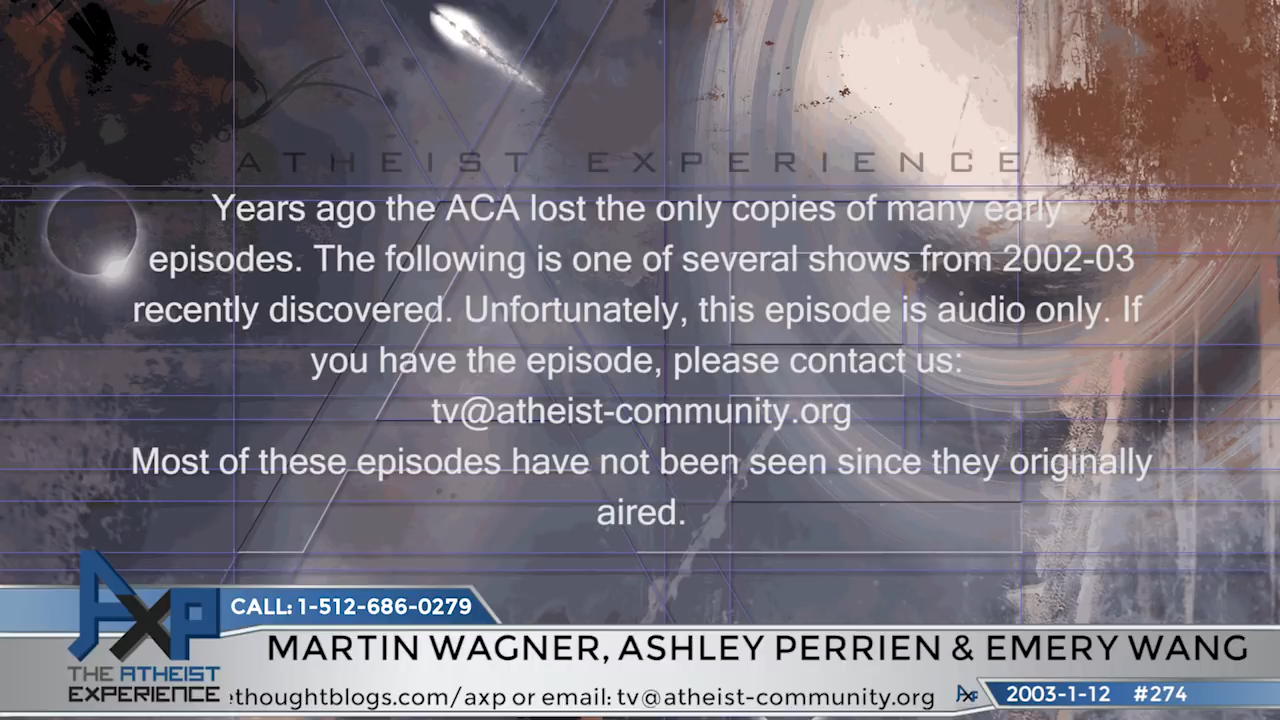 ATHEIST EXPERIENCE
Years ago the ACA lost the only copies of many early
episodes. The following is one of several shows from 2002-03
recently discovered. Unfortunately, this episode is audio only. If
you have the episode, please contact us:
tv@atheist-community.org
Most of these episodes have not been seen since they originally
aired.
CALL: 1-512-686-0279
AXP
MARTIN WAGNER, ASHLEY PERRIEN & EMERY WANG
THE ATHEIST
EXPERIENCE
ethoughtblogs.com/axp or email: tv@atheist-community.org
AXP
2003-1-12 #274